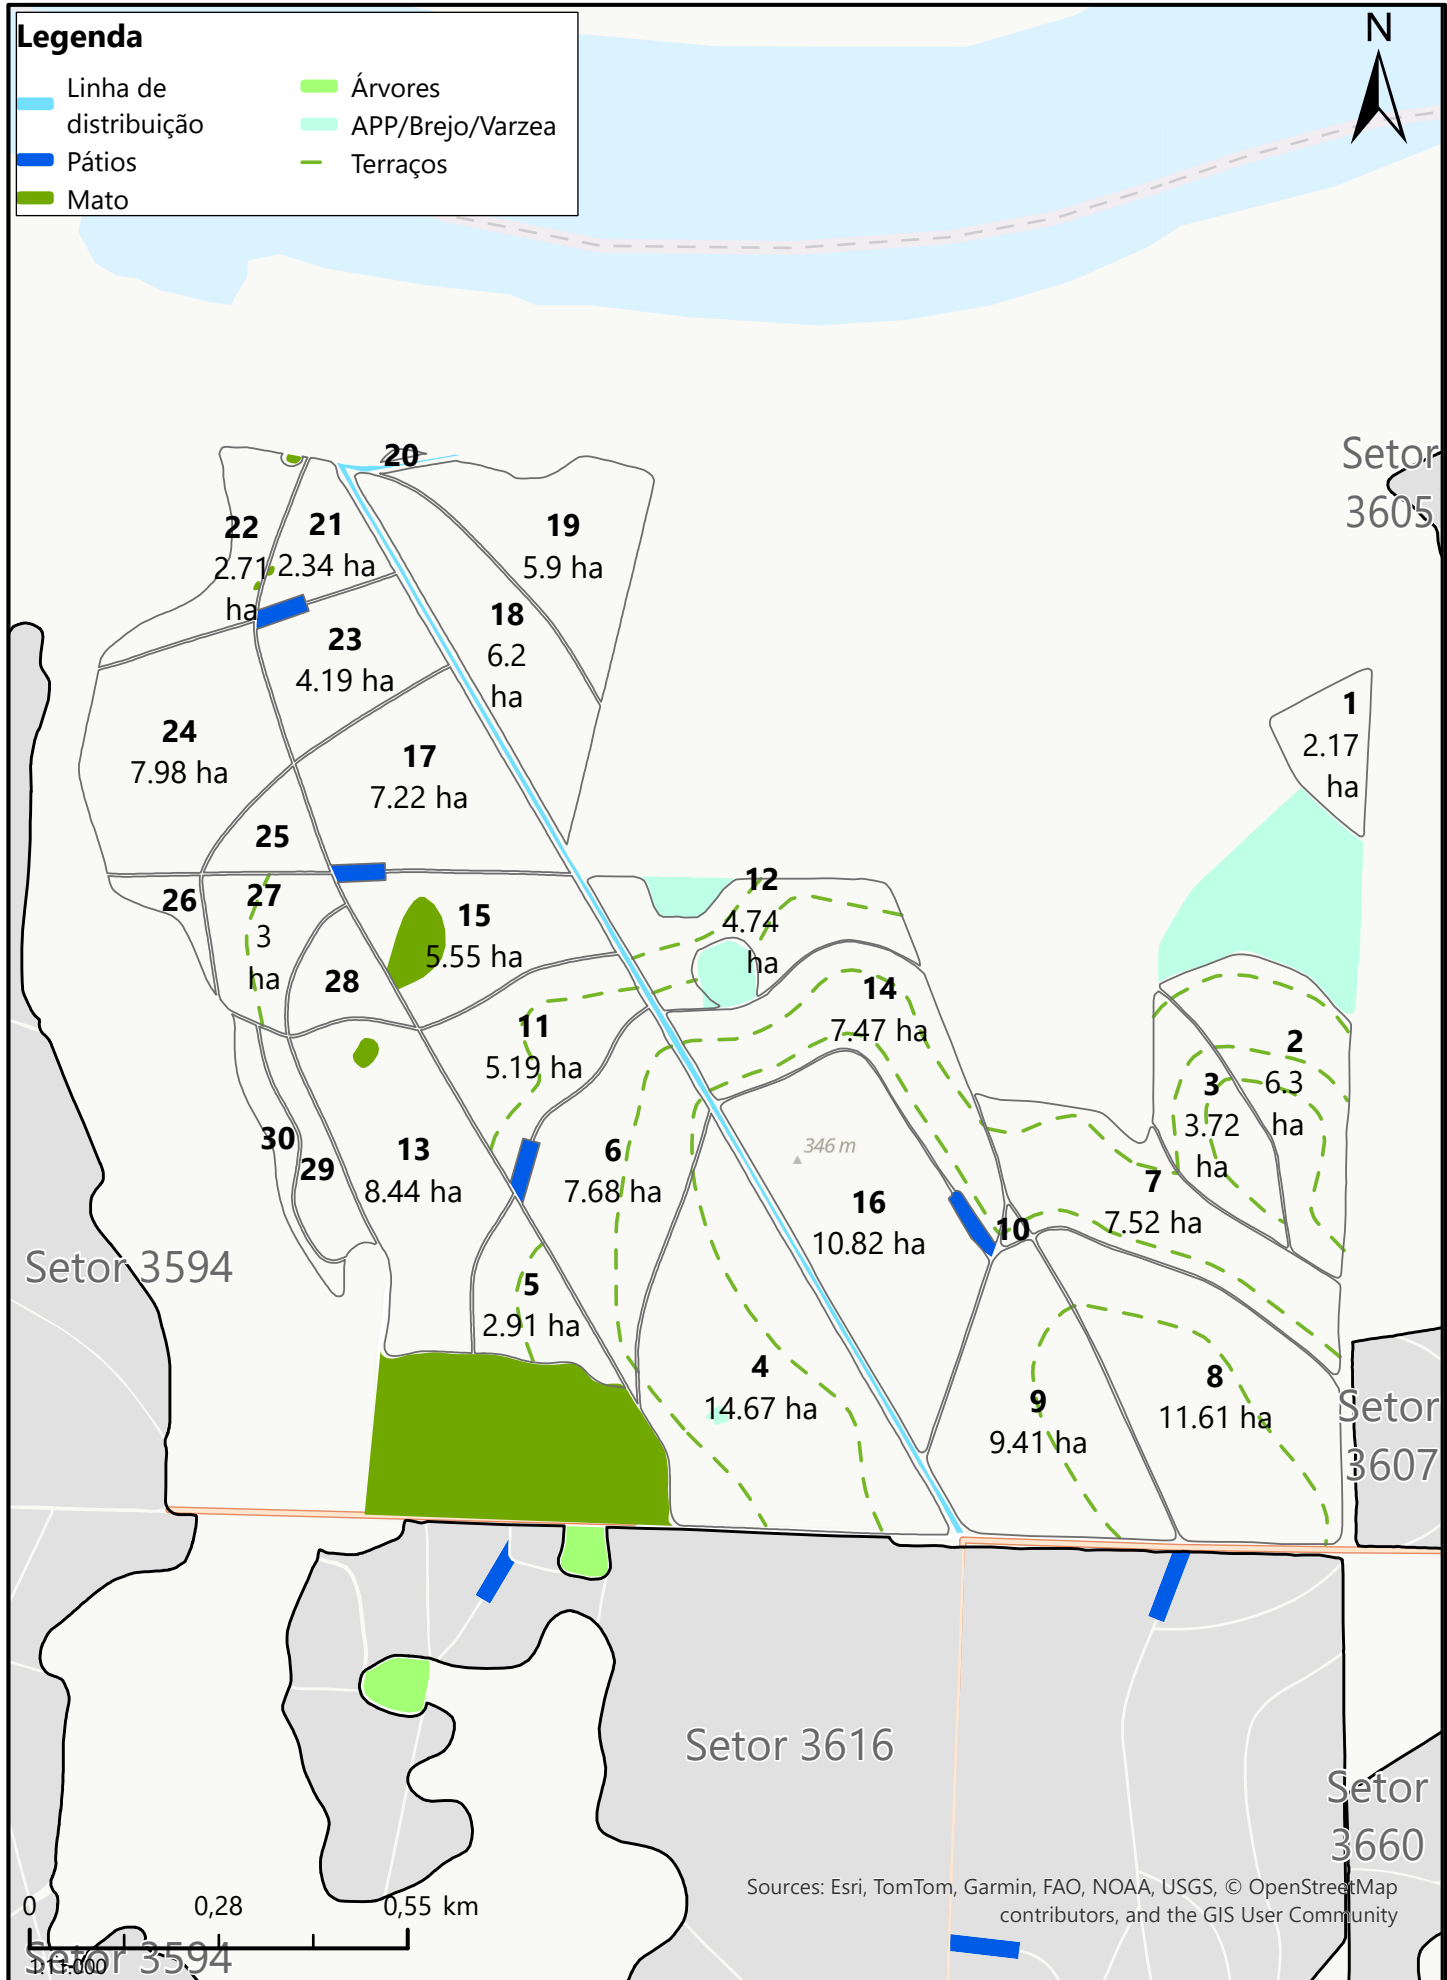 Legenda
Linha de
distribuição
Pátios
Mato
Árvores
APP/Brejo/Varzea
Terraços
N
Setor
3605
20
22
2.71
ha
21
2.34 ha
19
5.9 ha
18
6.2
ha
23
4.19 ha
24
7.98 ha
17
7.22 ha
1
2.17
ha
25
26
27
3
ha
15
5.55 ha
12
4.74
ha
28
14
7.47 ha
11
5.19 ha
2
6.3
ha
3
3.72
ha
30
29
13
8.44 ha
6
7.68 ha
346 m
16
10.82 ha
10
7
7.52 ha
Setor 3594
5
2.91 ha
4
14.67 ha
9
9.41 ha
8
11.61 ha
Setor
3607
Setor 3616
Setor
3660
Sources: Esri, TomTom, Garmin, FAO, NOAA, USGS, © OpenStreetMap
contributors, and the GIS User Community
0 0,28 0,55 km
Setor 3594
1:11.000